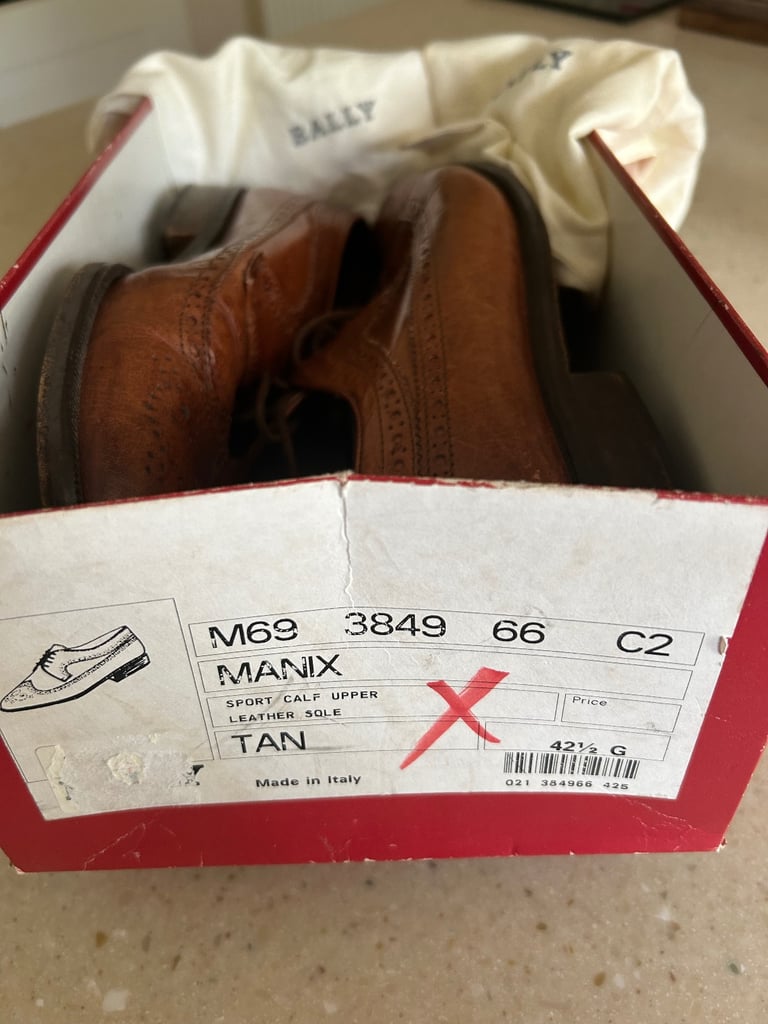 BALLY
M69 3849 66 C2
MANIX
SPORT CALF UPPER
LEATHER SOLE
Price
TAN
42½ G
Made in Italy
021 384966 425